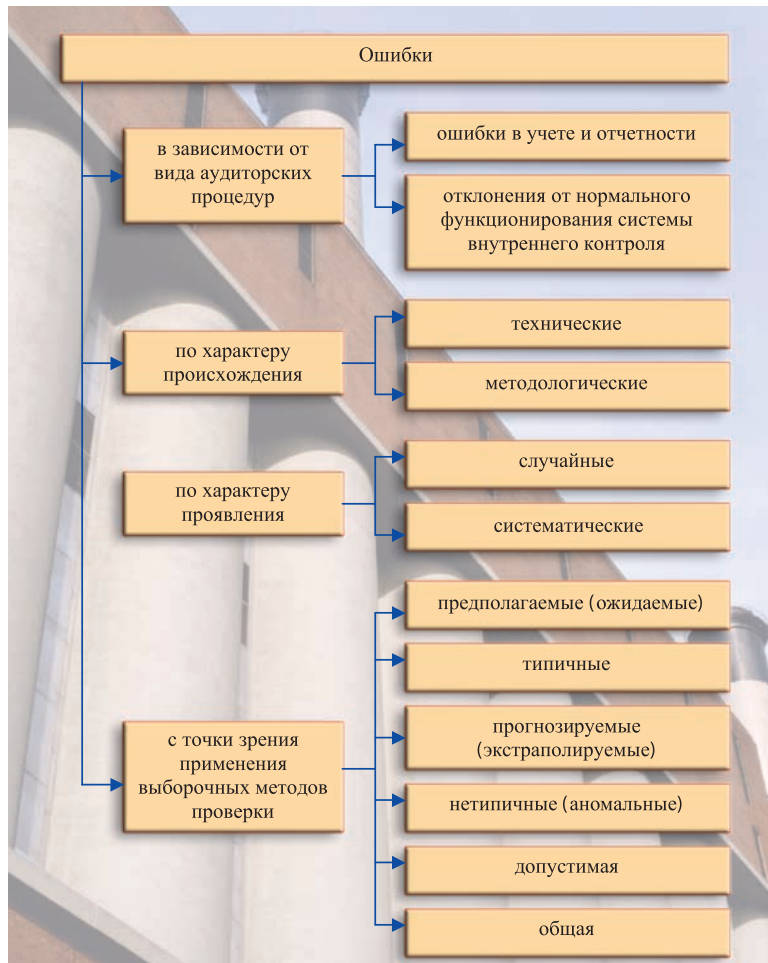 Ошибки
в зависимости от
вида аудиторских
процедур
ошибки в учете и отчетности
отклонения от нормального
функционирования системы
внутреннего контроля
по характеру
происхождения
технические
методологические
по характеру
проявления
случайные
систематические
с точки зрения
применения
выборочных методов
проверки
предполагаемые (ожидаемые)
типичные
прогнозируемые
(экстраполируемые)
нетипичные (аномальные)
допустимая
общая